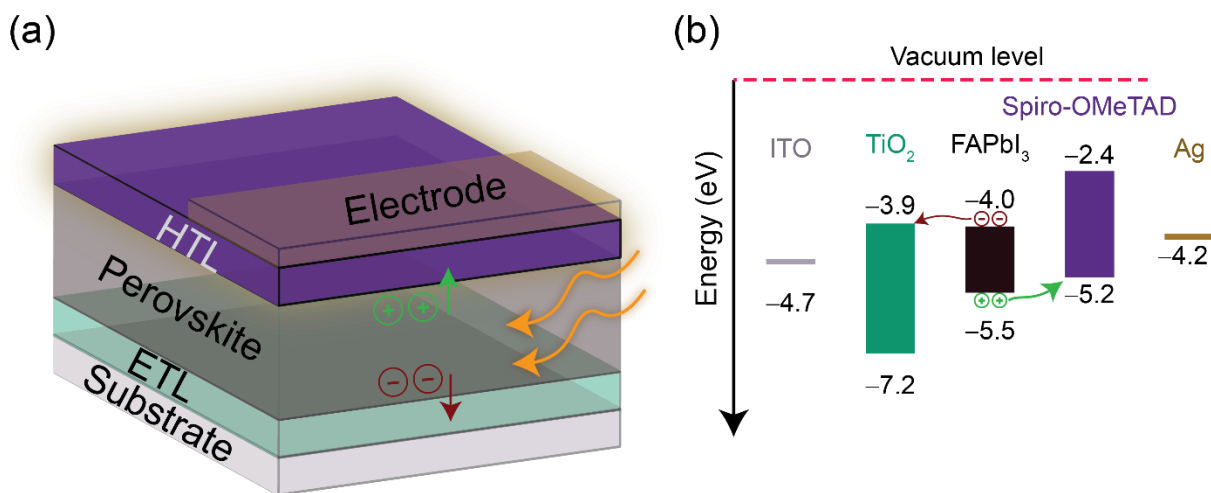 (a)
Electrode
HTL
Perovskite
ETL
Substrate
⊕⊕
⊖⊖
(b)
Vacuum level
Energy (eV)
ITO
TiO₂
FAPbI₃
Spiro-OMeTAD
Ag
–4.7
–3.9
–7.2
–4.0
⊖⊖
⊕⊕
–5.5
–2.4
–5.2
–4.2